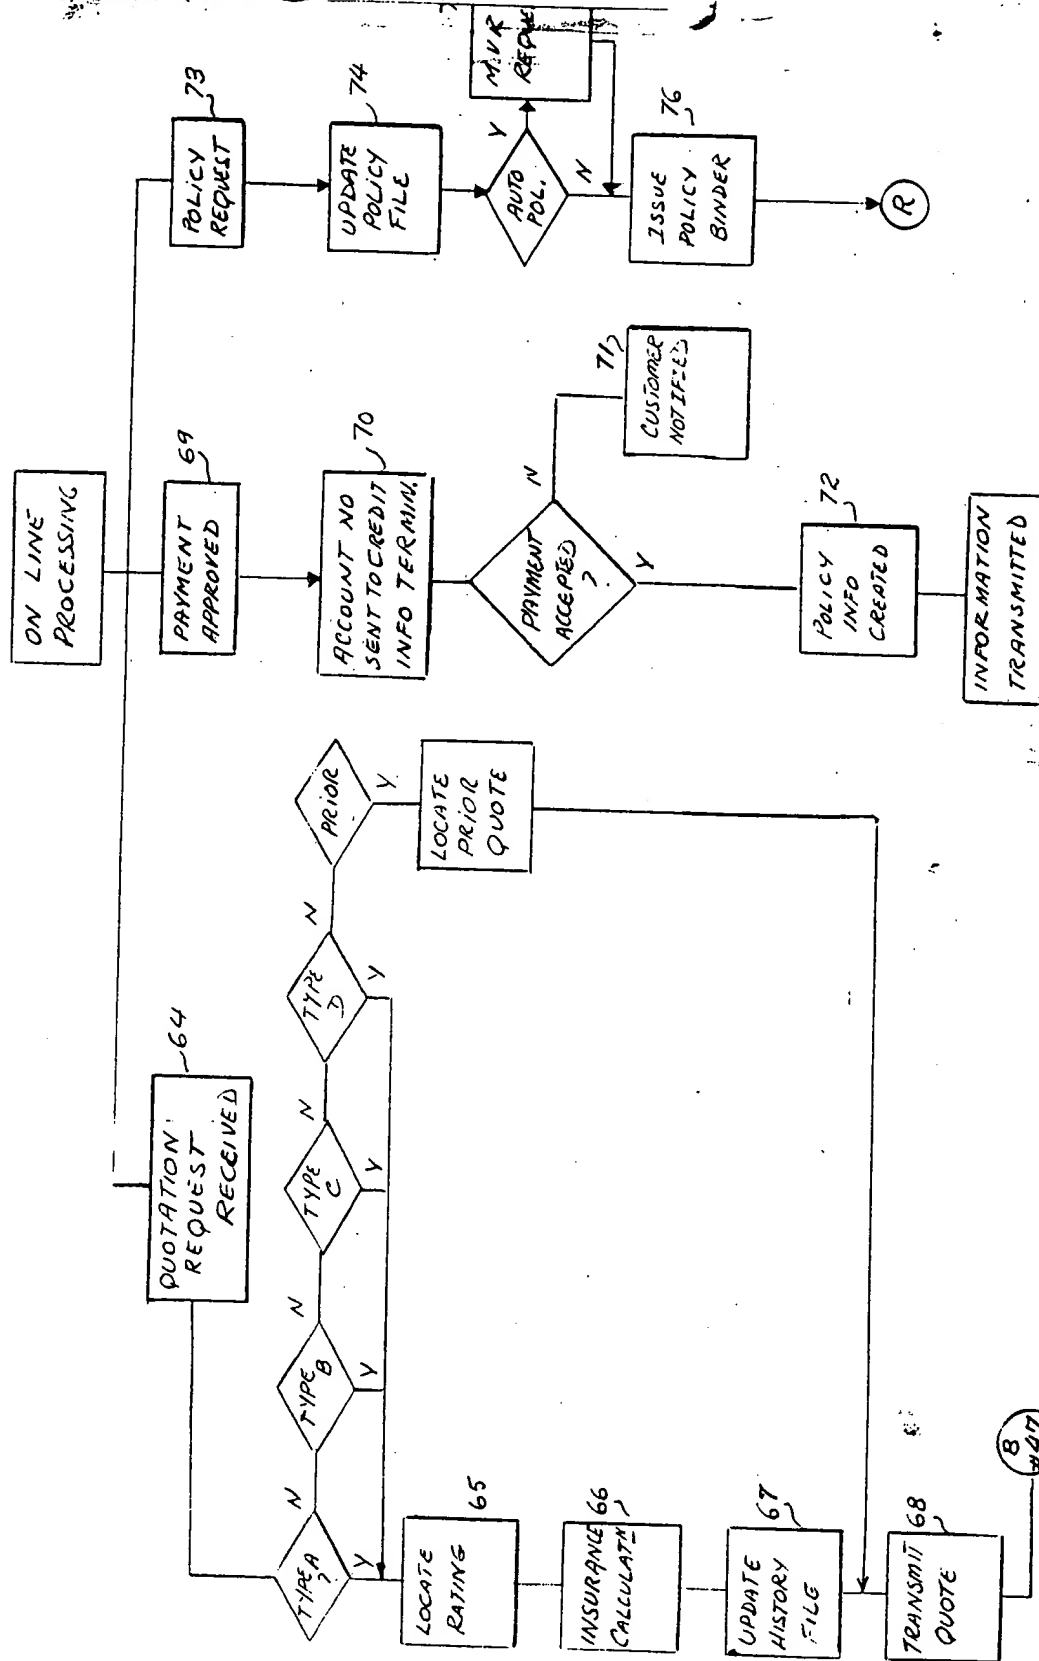 ON LINE
PROCESSING
64
QUOTATION
REQUEST
RECEIVED
TYPE A
?
N
Y
TYPE
B
N
Y
TYPE
C
N
Y
TYPE
D
N
Y
PRIOR
Y
LOCATE
PRIOR
QUOTE
65
LOCATE
RATING
66
INSURANCE
CALCULATN
67
UPDATE
HISTORY
FILE
68
TRANSMIT
QUOTE
B
#47
69
PAYMENT
APPROVED
70
ACCOUNT NO
SENT TO CREDIT
INFO TERMIN.
PAYMENT
ACCEPTED
?
N
Y
71
CUSTOMER
NOTIFIED
72
POLICY
INFO
CREATED
INFORMATION
TRANSMITTED
73
POLICY
REQUEST
74
UPDATE
POLICY
FILE
AUTO
POL.
Y
N
M.V.R
REQUE
76
ISSUE
POLICY
BINDER
R